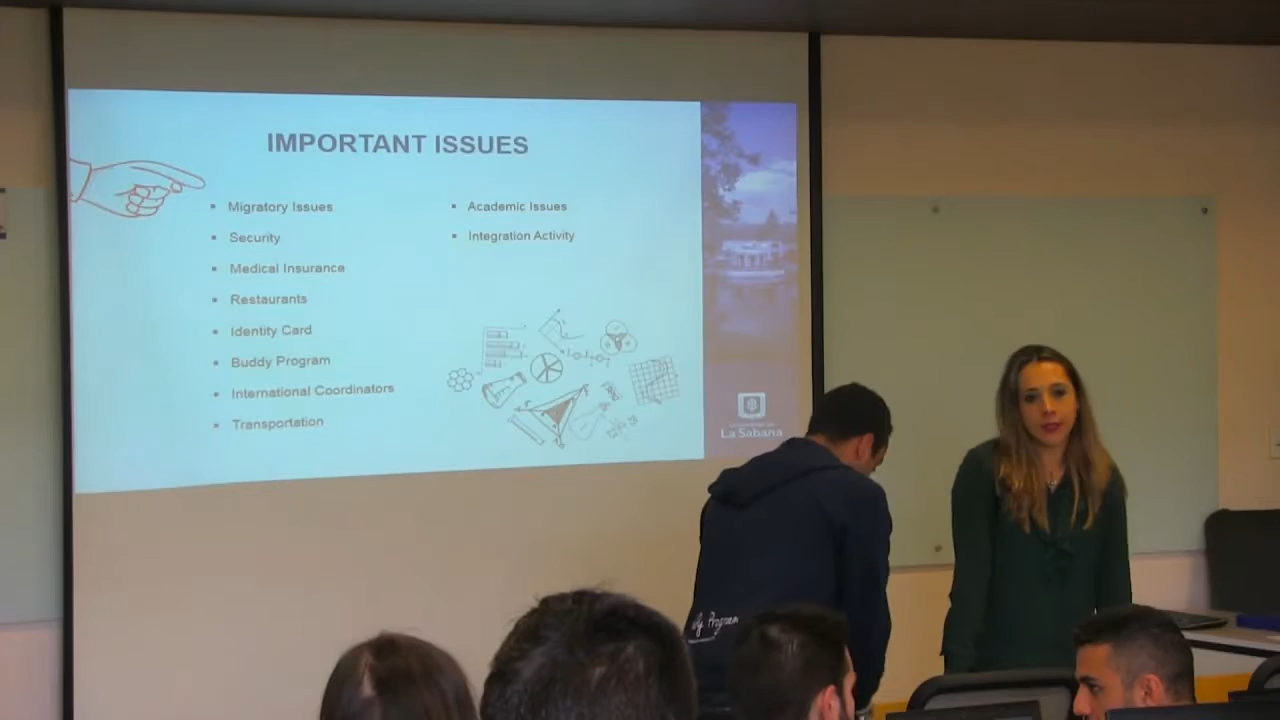 IMPORTANT ISSUES
Migratory Issues
Security
Medical Insurance
Restaurants
Identity Card
Buddy Program
International Coordinators
Transportation
Academic Issues
Integration Activity
La Sabana
Program